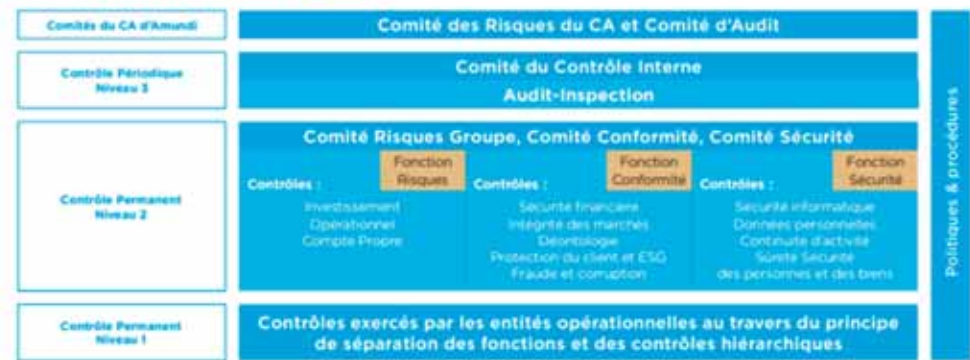 Comités du CA d'Amundi
Comité des Risques du CA et Comité d'Audit
Contrôle Périodique
Niveau 3
Comité du Contrôle Interne
Audit-Inspection
Contrôle Permanent
Niveau 2
Comité Risques Groupe, Comité Conformité, Comité Sécurité
Contrôles :
Fonction
Risques
Investissement
Opérationnel
Compte Propre
Contrôles :
Fonction
Conformité
Sécurité financière
Intégrité des marchés
Déontologie
Protection du client et ESG
Fraude et corruption
Contrôles :
Fonction
Sécurité
Sécurité informatique
Données personnelles
Continuité d'activité
Sûreté Sécurité
des personnes et des biens
Contrôle Permanent
Niveau 1
Contrôles exercés par les entités opérationnelles au travers du principe
de séparation des fonctions et des contrôles hiérarchiques
Politiques & procédures